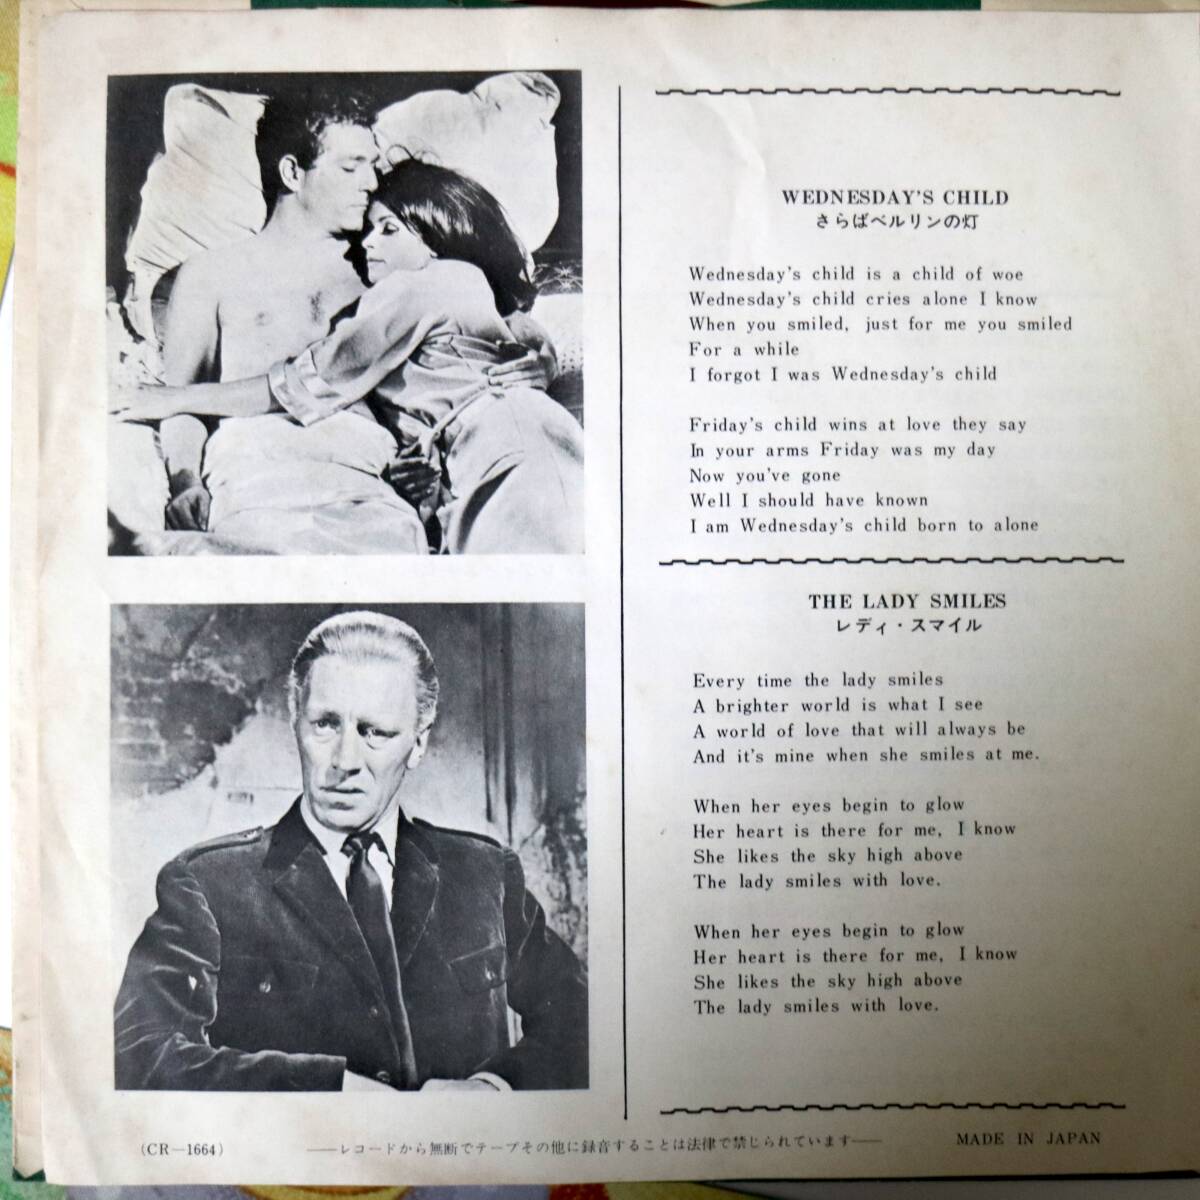 WEDNESDAY'S CHILD
さらばベルリンの灯
Wednesday's child is a child of woe
Wednesday's child cries alone I know
When you smiled, just for me you smiled
For a while
I forgot I was Wednesday's child
Friday's child wins at love they say
In your arms Friday was my day
Now you've gone
Well I should have known
I am Wednesday's child born to alone
THE LADY SMILES
レディ・スマイル
Every time the lady smiles
A brighter world is what I see
A world of love that will always be
And it's mine when she smiles at me.
When her eyes begin to glow
Her heart is there for me, I know
She likes the sky high above
The lady smiles with love.
When her eyes begin to glow
Her heart is there for me, I know
She likes the sky high above
The lady smiles with love.
(CR—1664) ——レコードから無断でテープその他に録音することは法律で禁じられています—— MADE IN JAPAN